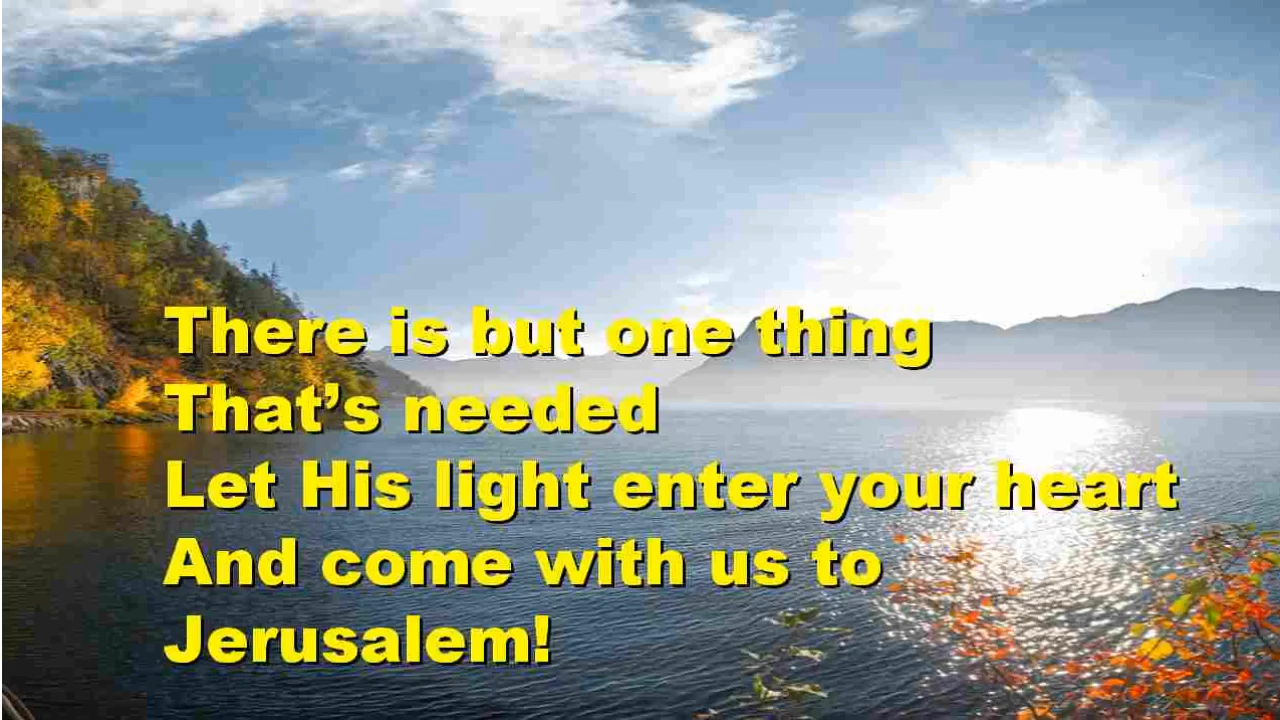 There is but one thing
That’s needed
Let His light enter your heart
And come with us to
Jerusalem!